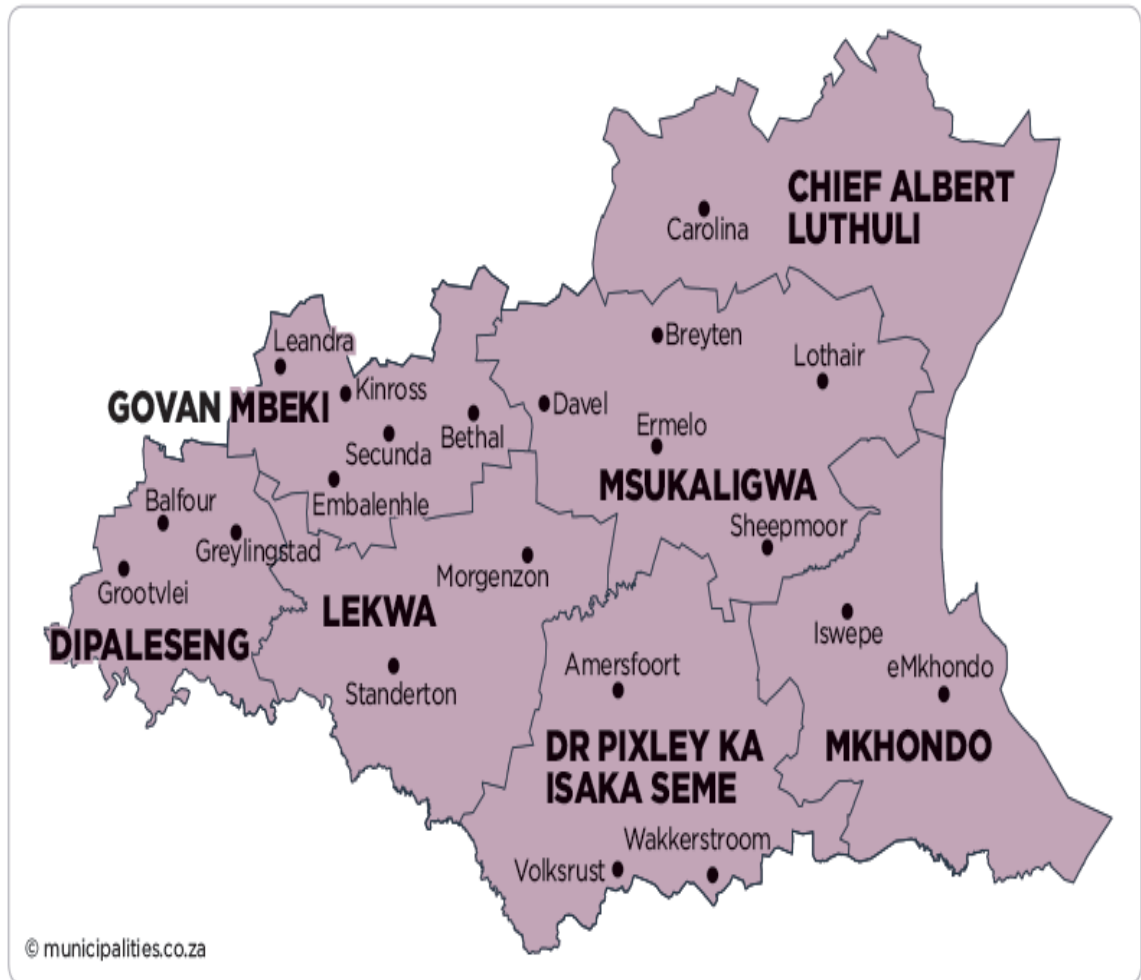 CHIEF ALBERT
LUTHULI
Carolina
Breyten
Leandra
Lothair
Kinross
GOVAN MBEKI
Davel
Ermelo
Bethal
Secunda
MSUKALIGWA
Balfour
Embalenhle
Sheepmoor
Greylingstad
Morgenzon
Grootvlei
LEKWA
Iswepe
DIPALESENG
Amersfoort
eMkhondo
Standerton
DR PIXLEY KA
ISAKA SEME
MKHONDO
Wakkerstroom
Volksrust
© municipalities.co.za